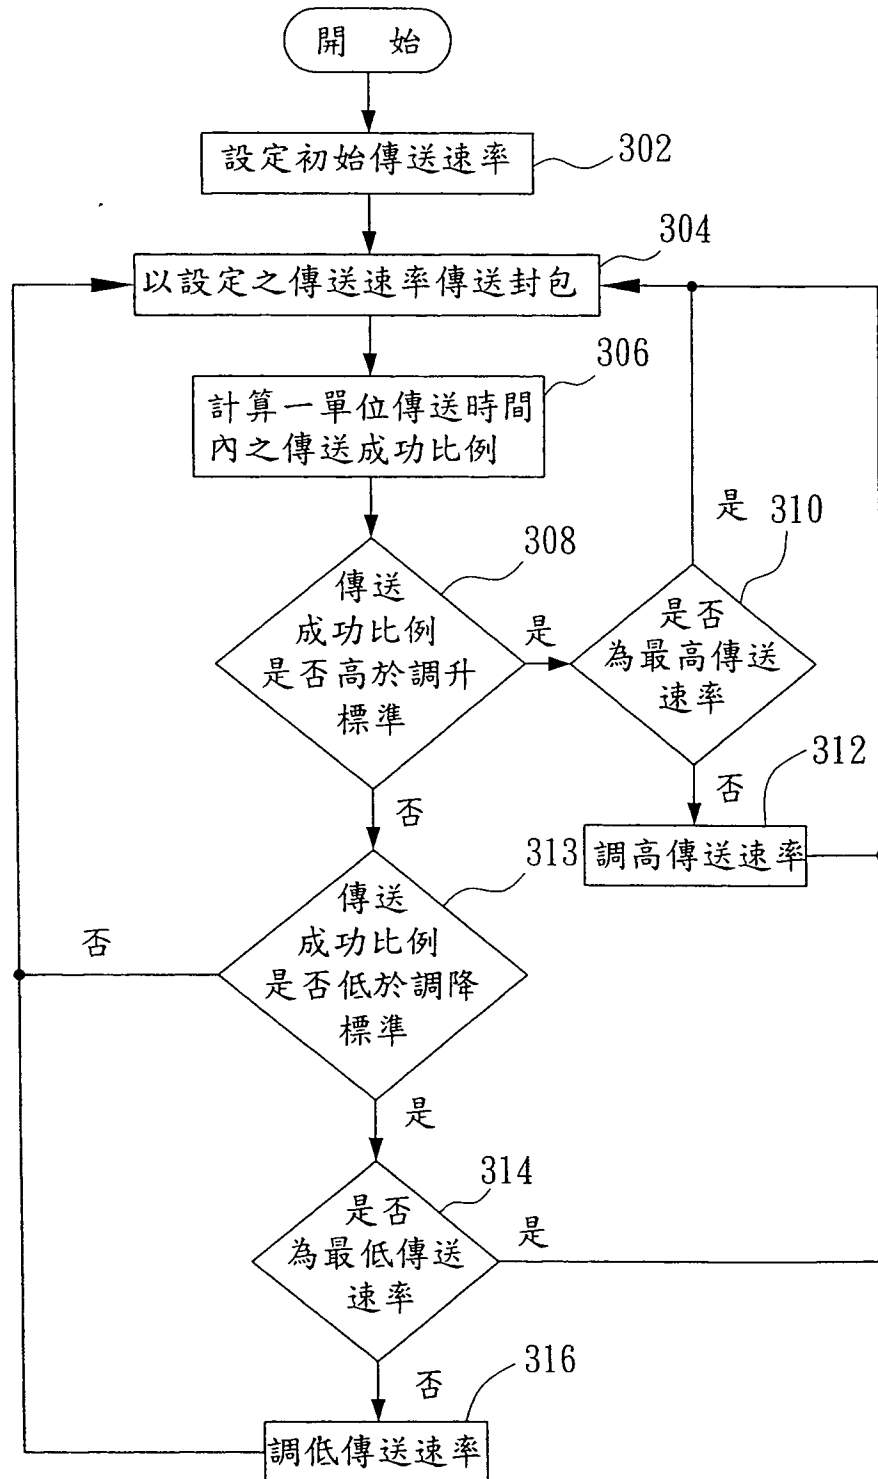 開 始
設定初始傳送速率
302
304
以設定之傳送速率傳送封包
306
計算一單位傳送時間
內之傳送成功比例
308
傳送
成功比例
是否高於調升
標準
是
是
310
是否
為最高傳送
速率
否
312
調高傳送速率
否
313
傳送
成功比例
是否低於調降
標準
否
是
314
是否
為最低傳送
速率
是
否
316
調低傳送速率